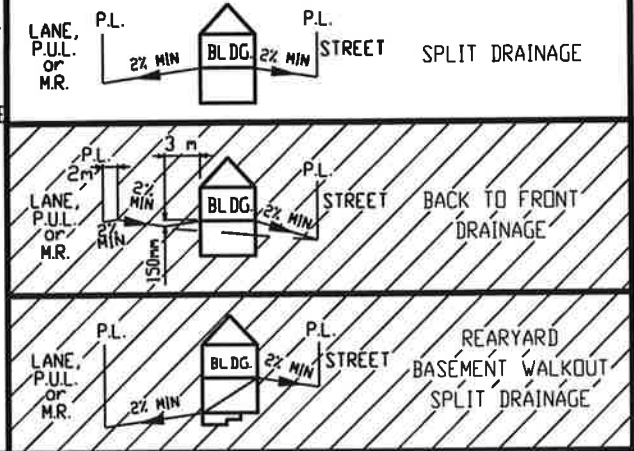 LANE,
P.U.L.
or
M.R.
P.L.
2% MIN
BLDG.
2% MIN
P.L.
STREET
SPLIT DRAINAGE
P.L.
2m
3 m
2%
MIN
LANE,
P.U.L.
or
M.R.
2%
MIN
150mm
BLDG.
2% MIN
P.L.
STREET
BACK TO FRONT
DRAINAGE
P.L.
LANE,
P.U.L.
or
M.R.
2% MIN
BLDG.
2% MIN
P.L.
STREET
REARYARD
BASEMENT WALKOUT
SPLIT DRAINAGE